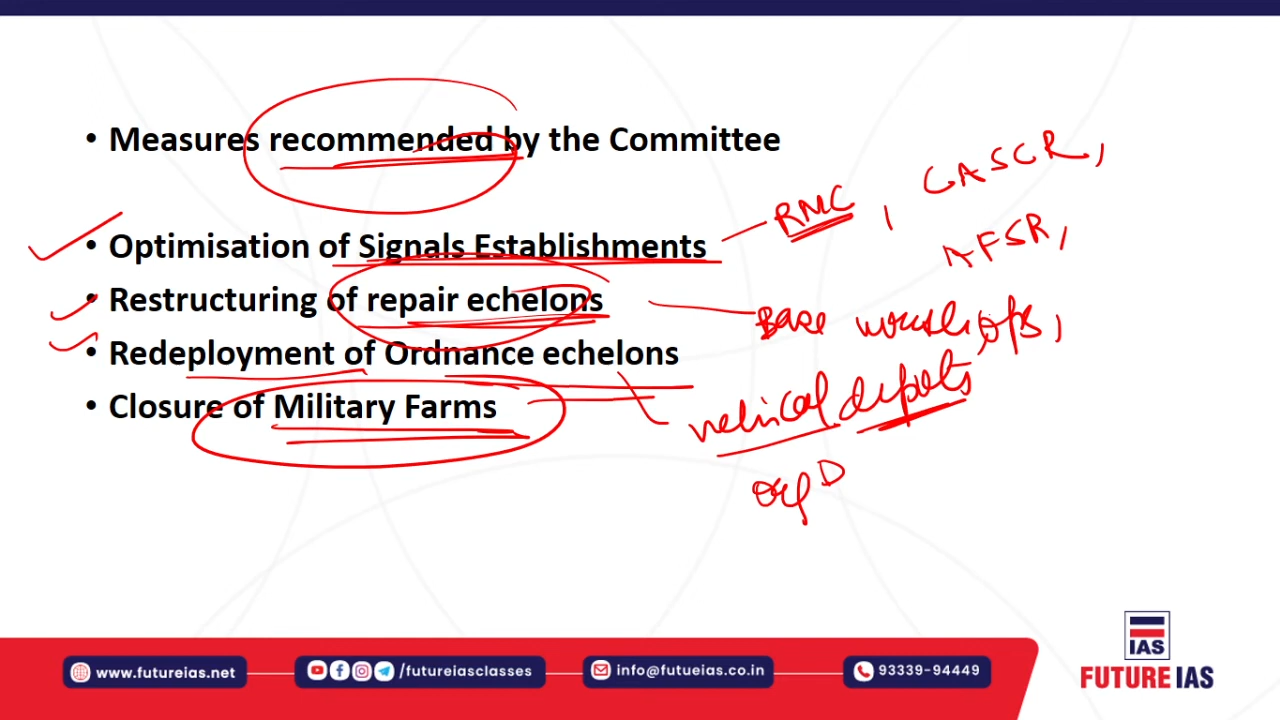 • Measures recommended by the Committee
• Optimisation of Signals Establishments
RMC, CASCR,
AFSR,
• Restructuring of repair echelons
Base workshops,
• Redeployment of Ordnance echelons
depots
• Closure of Military Farms
IAS
FUTURE IAS
www.futureias.net
/futureiasclasses
info@futueias.co.in
93339-94449